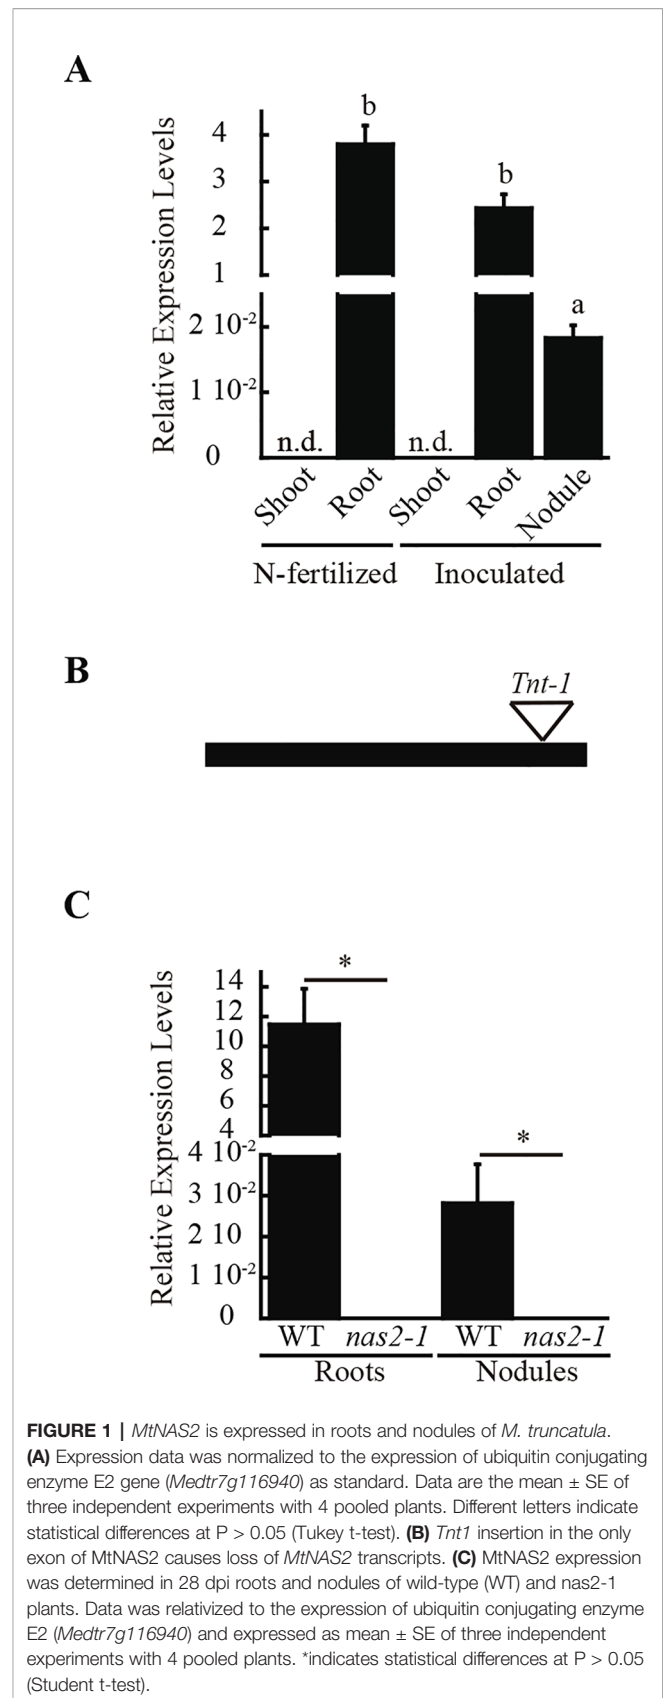 A
Relative Expression Levels
4
3
2
1
2 10-2
1 10-2
0
b
b
a
n.d.
n.d.
Shoot
Root
Shoot
Root
Nodule
N-fertilized
Inoculated
B
Tnt-1
C
Relative Expression Levels
14
12
10
8
6
4
4 10-2
3 10-2
2 10
1 10-2
0
*
*
WT nas2-1 WT nas2-1
Roots
Nodules
FIGURE 1 | MtNAS2 is expressed in roots and nodules of M. truncatula.
(A) Expression data was normalized to the expression of ubiquitin conjugating
enzyme E2 gene (Medtr7g116940) as standard. Data are the mean ± SE of
three independent experiments with 4 pooled plants. Different letters indicate
statistical differences at P > 0.05 (Tukey t-test). (B) Tnt1 insertion in the only
exon of MtNAS2 causes loss of MtNAS2 transcripts. (C) MtNAS2 expression
was determined in 28 dpi roots and nodules of wild-type (WT) and nas2-1
plants. Data was relativized to the expression of ubiquitin conjugating enzyme
E2 (Medtr7g116940) and expressed as mean ± SE of three independent
experiments with 4 pooled plants. *indicates statistical differences at P > 0.05
(Student t-test).